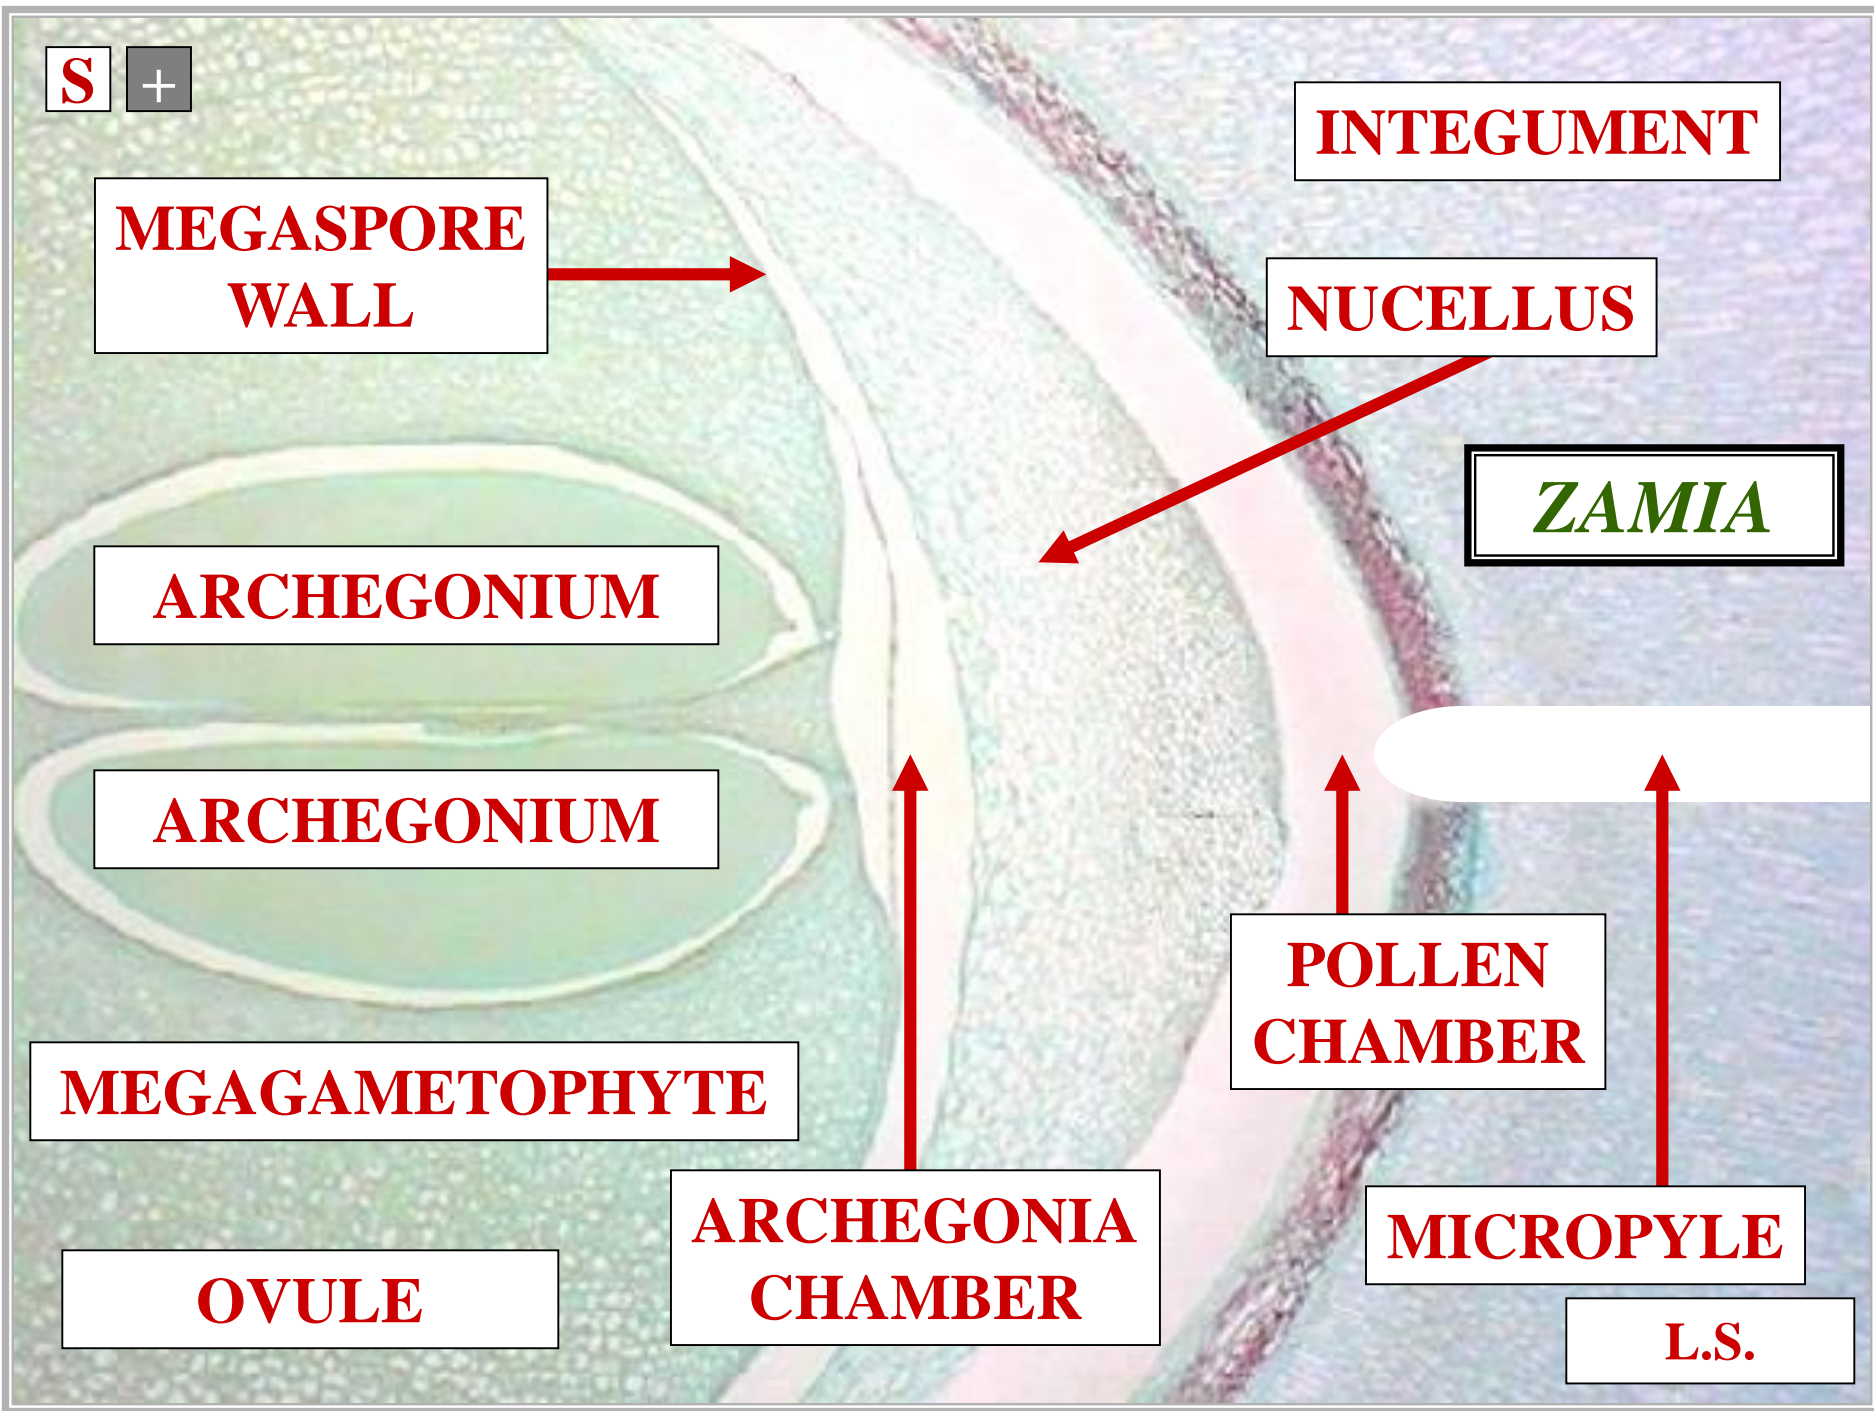 S +
INTEGUMENT
MEGASPORE
WALL
NUCELLUS
ZAMIA
ARCHEGONIUM
ARCHEGONIUM
POLLEN
CHAMBER
MEGAGAMETOPHYTE
ARCHEGONIA
CHAMBER
MICROPYLE
OVULE
L.S.